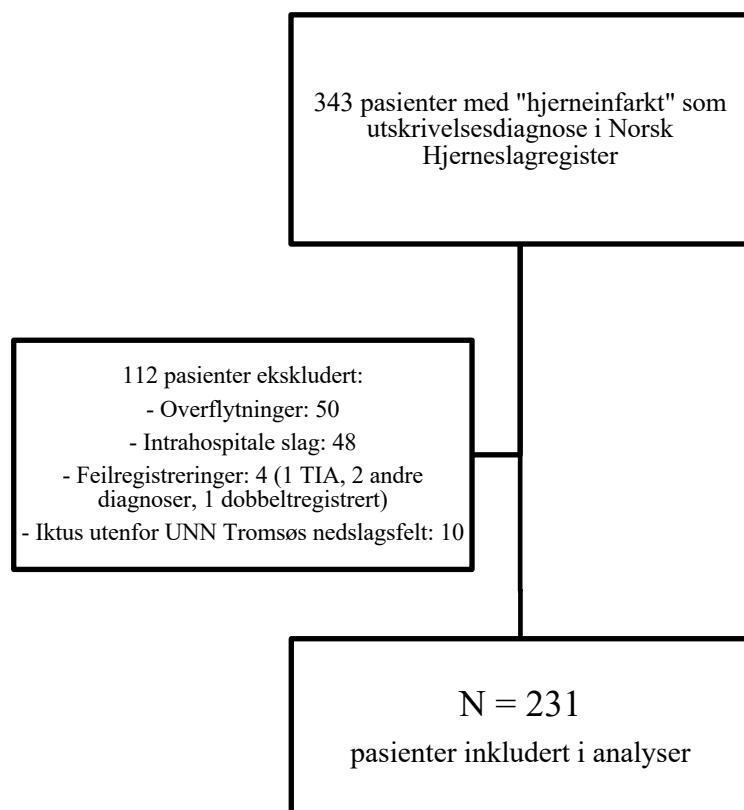 343 pasienter med "hjerneinfarkt" som
utskrivelsesdiagnose i Norsk
Hjerneslagregister
112 pasienter ekskludert:
- Overflytninger: 50
- Intrahospitale slag: 48
- Feilregistreringer: 4 (1 TIA, 2 andre
diagnoser, 1 dobbeltregistrert)
- Iktus utenfor UNN Tromsøs nedslagsfelt: 10
N = 231
pasienter inkludert i analyser